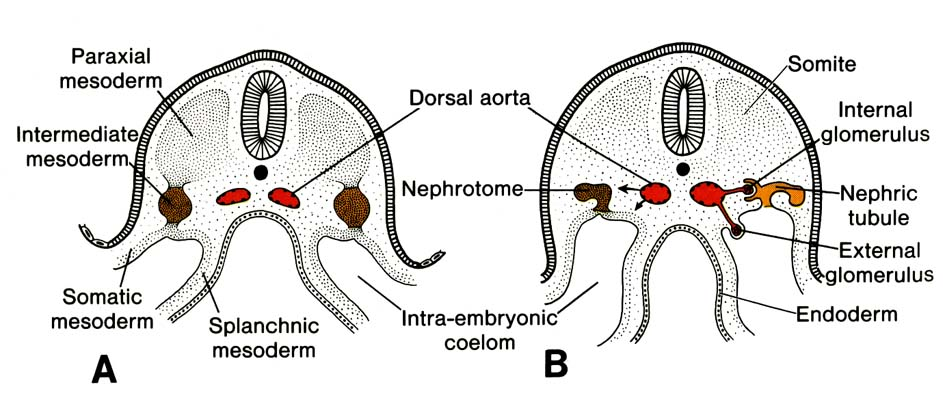 Paraxial
mesoderm
Intermediate
mesoderm
Somatic
mesoderm
Splanchnic
mesoderm
A
Dorsal aorta
Nephrotome
Intra-embryonic
coelom
B
Somite
Internal
glomerulus
Nephric
tubule
External
glomerulus
Endoderm